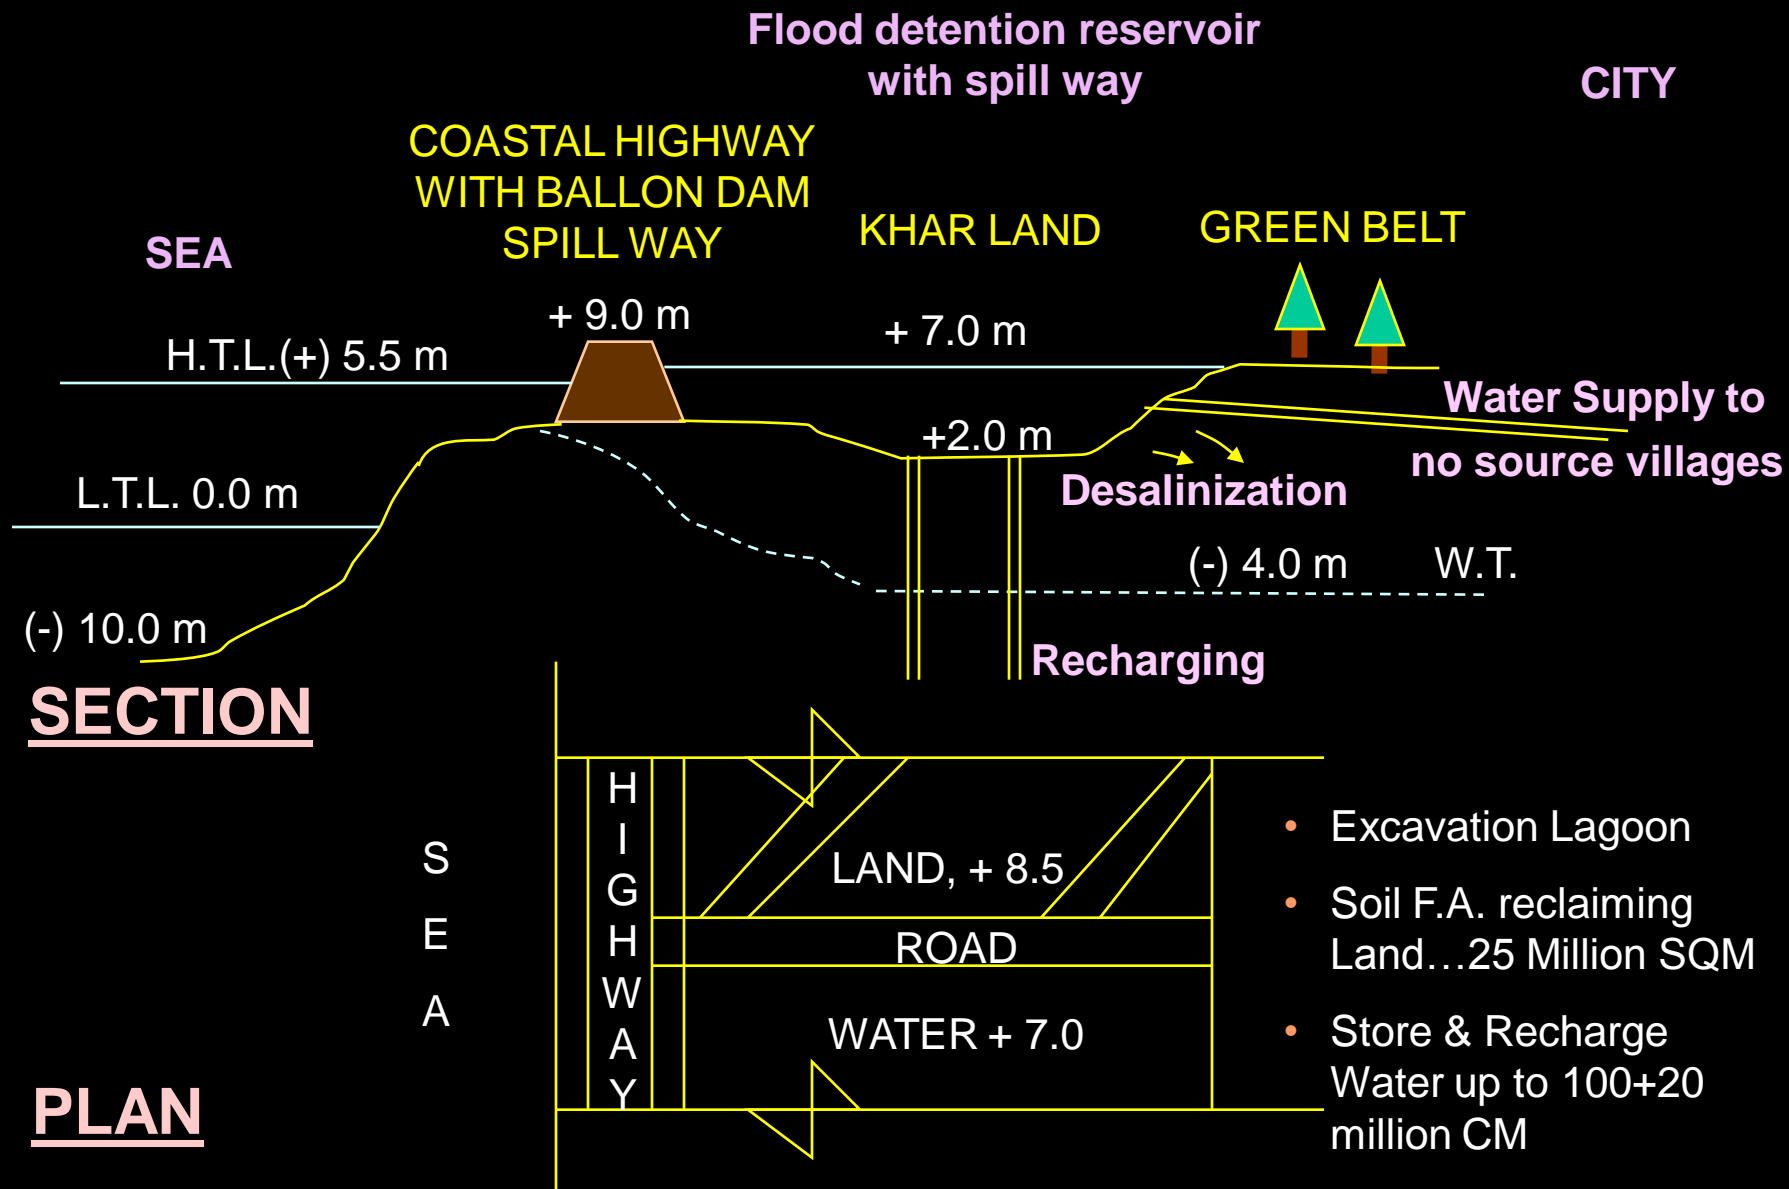 Flood detention reservoir
with spill way
CITY
COASTAL HIGHWAY
WITH BALLON DAM
SPILL WAY
SEA
KHAR LAND
GREEN BELT
+ 9.0 m
+ 7.0 m
H.T.L.(+) 5.5 m
Water Supply to
no source villages
+2.0 m
L.T.L. 0.0 m
Desalinization
(-) 4.0 m
W.T.
(-) 10.0 m
Recharging
SECTION
SEA
HIGHWAY
LAND, + 8.5
ROAD
WATER + 7.0
• Excavation Lagoon
• Soil F.A. reclaiming
Land…25 Million SQM
• Store & Recharge
Water up to 100+20
million CM
PLAN